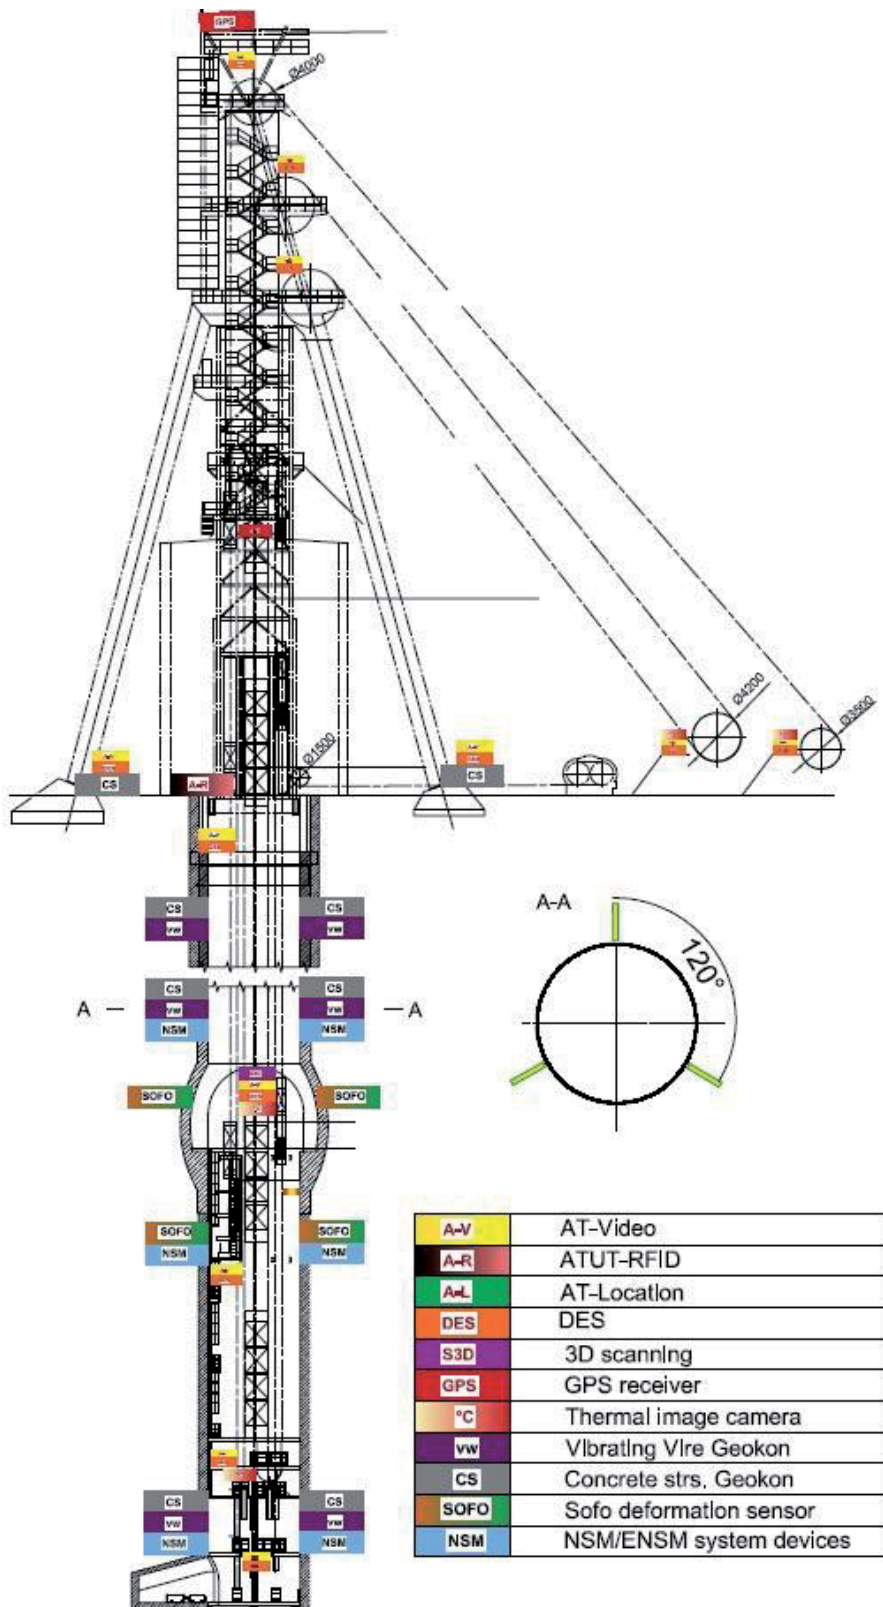 GPS
Ø4000
Ø4200
Ø3500
Ø1500
CS
A-R
CS
CS
CS
vw
vw
A-A
120°
CS
CS
A
vw
vw
A
NSM
NSM
SOFO
SOFO
SOFO
SOFO
NSM
NSM
A-V AT-Video
A-R ATUT-RFID
A-L AT-Location
DES DES
S3D 3D scanning
GPS GPS receiver
°C Thermal image camera
vw Vibrating Vire Geokon
CS Concrete strs, Geokon
SOFO Sofo deformation sensor
NSM NSM/ENSM system devices
CS
CS
vw
vw
NSM
NSM